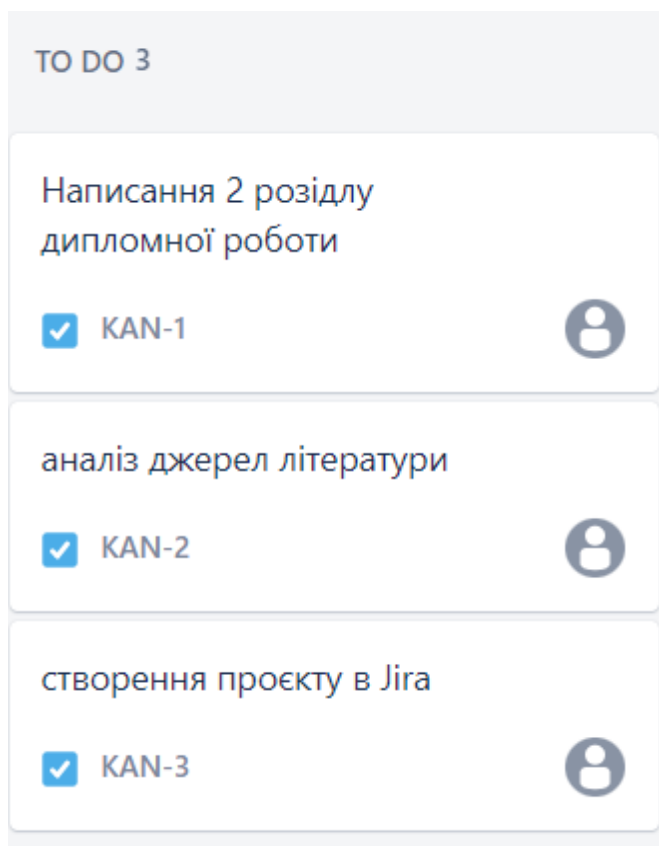 TO DO 3
Написання 2 розідлу
дипломної роботи
KAN-1
аналіз джерел літератури
KAN-2
створення проєкту в Jira
KAN-3